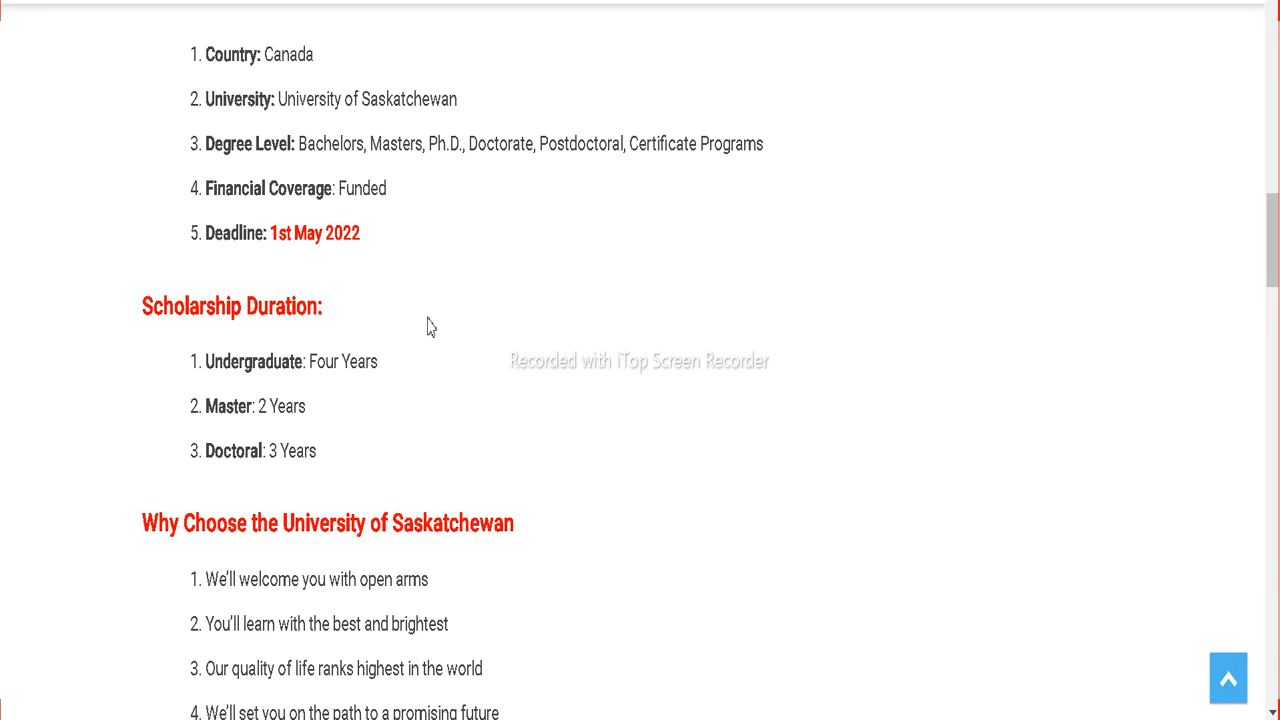 1. Country: Canada
2. University: University of Saskatchewan
3. Degree Level: Bachelors, Masters, Ph.D., Doctorate, Postdoctoral, Certificate Programs
4. Financial Coverage: Funded
5. Deadline: 1st May 2022
Scholarship Duration:
1. Undergraduate: Four Years
Recorded with iTop Screen Recorder
2. Master: 2 Years
3. Doctoral: 3 Years
Why Choose the University of Saskatchewan
1. We'll welcome you with open arms
2. You'll learn with the best and brightest
3. Our quality of life ranks highest in the world
4. We'll set you on the path to a promising future